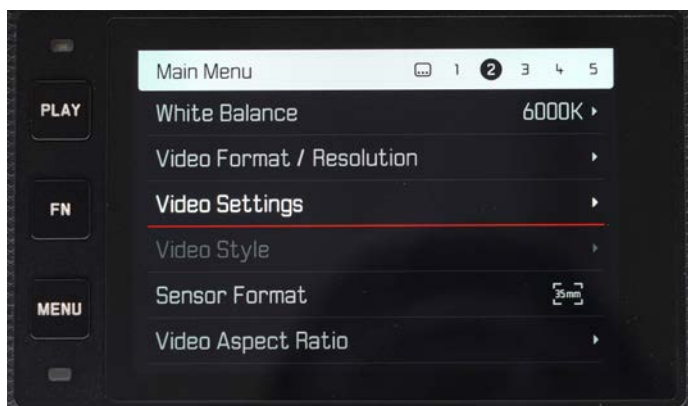 Main Menu 1 2 3 4 5
PLAY
White Balance 6000K
Video Format / Resolution
FN
Video Settings
Video Style
MENU
Sensor Format 35mm
Video Aspect Ratio